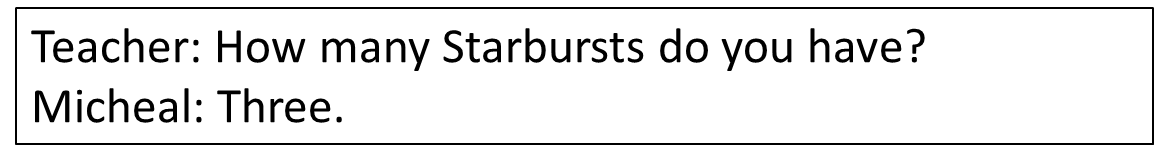 Teacher: How many Starbursts do you have?
Micheal: Three.